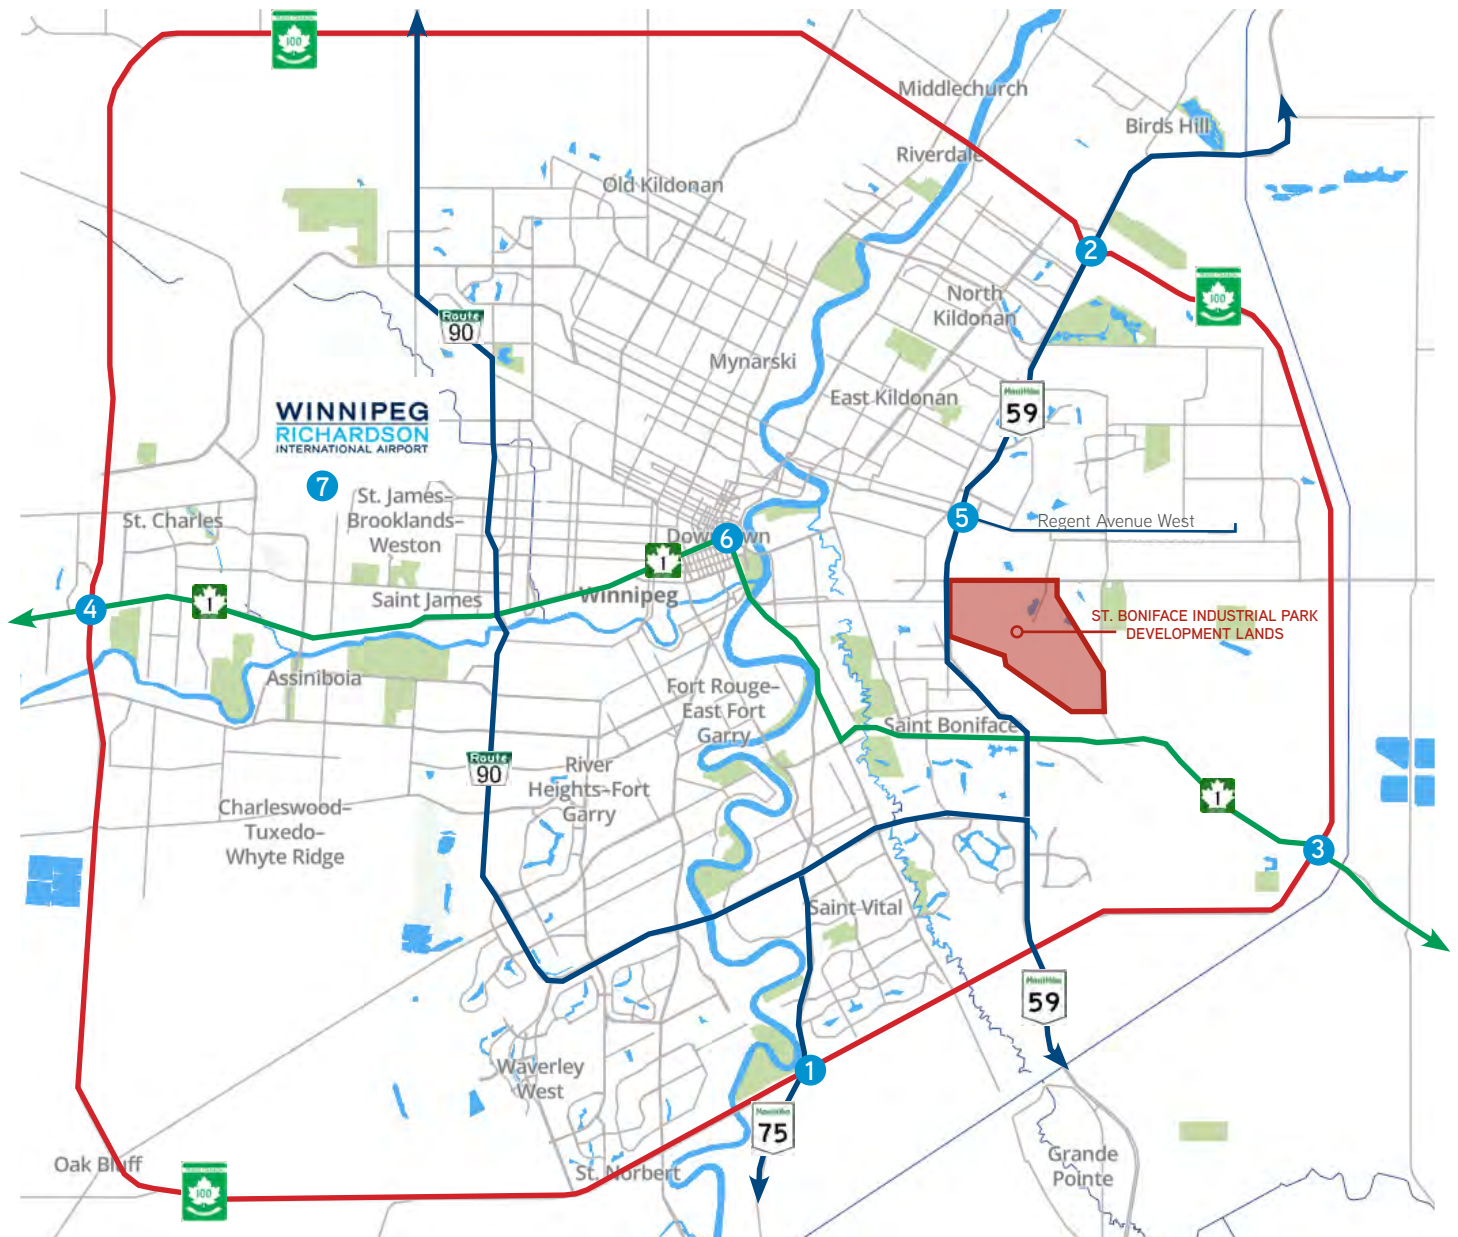 100
Middlechurch
Birds Hill
Riverdale
Old Kildonan
2
100
North
Kildonan
Route
90
Mynarski
East Kildonan
Manitoba
59
WINNIPEG
RICHARDSON
INTERNATIONAL AIRPORT
7
St. James–
Brooklands–
Weston
St. Charles
5
Regent Avenue West
Downtown
6
1
4
1
Saint James
Winnipeg
ST. BONIFACE INDUSTRIAL PARK
DEVELOPMENT LANDS
Assiniboia
Fort Rouge–
East Fort
Garry
Saint Boniface
Route
90
River
Heights–Fort
Garry
1
Charleswood–
Tuxedo–
Whyte Ridge
3
Saint Vital
Manitoba
59
Waverley
West
1
Manitoba
75
Oak Bluff
St. Norbert
Grande
Pointe
100